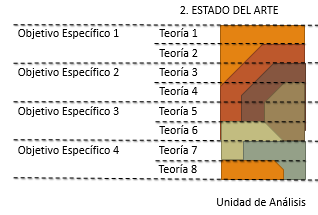 2. ESTADO DEL ARTE
Objetivo Específico 1 Teoría 1
Teoría 2
Objetivo Específico 2 Teoría 3
Teoría 4
Objetivo Específico 3 Teoría 5
Teoría 6
Objetivo Específico 4 Teoría 7
Teoría 8
Unidad de Análisis